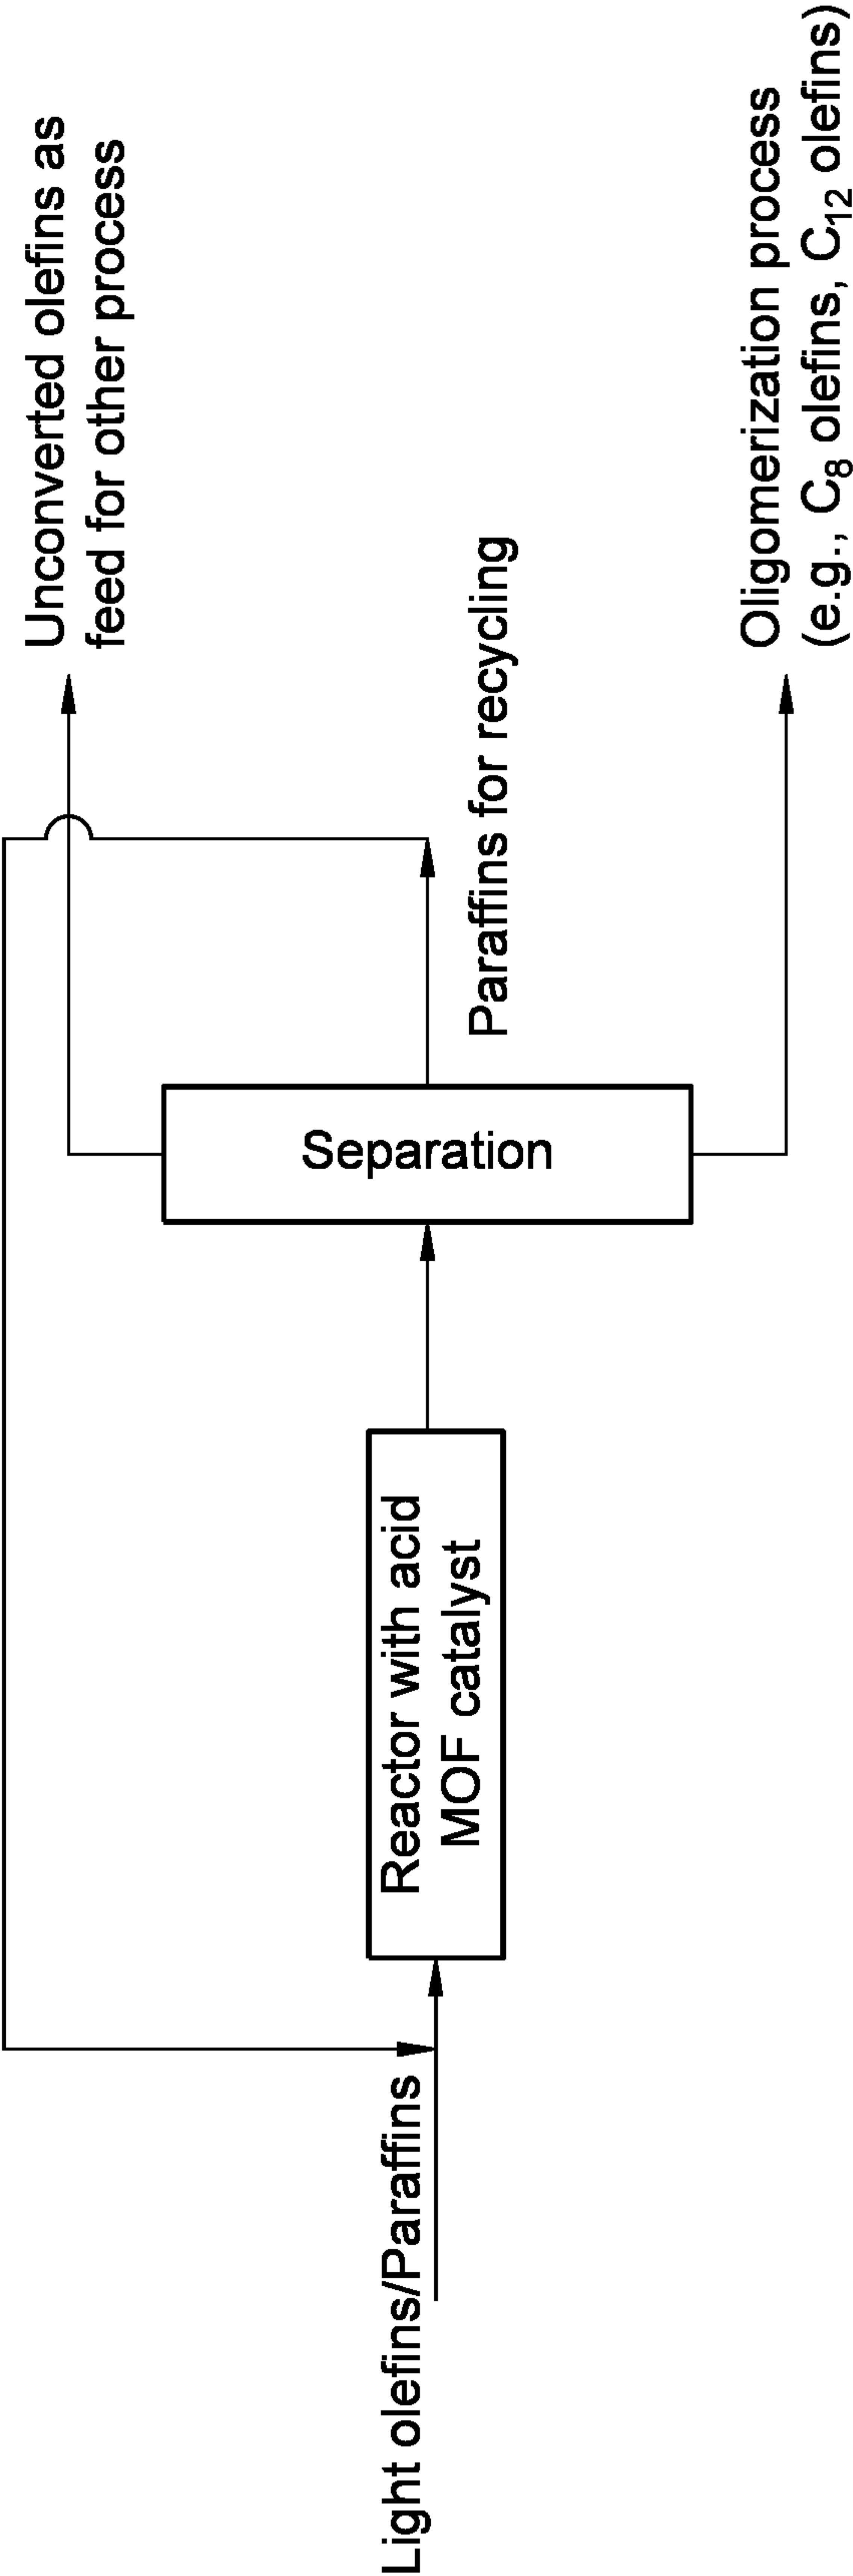 Light olefins/Paraffins
Reactor with acid
MOF catalyst
Separation
Unconverted olefins as
feed for other process
Paraffins for recycling
Oligomerization process
(e.g., C₈ olefins, C₁₂ olefins)